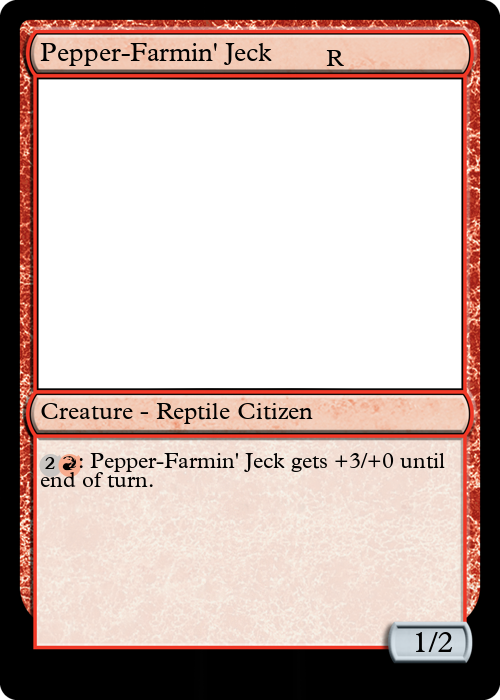 Pepper-Farmin' Jeck R
Creature - Reptile Citizen
2 : Pepper-Farmin' Jeck gets +3/+0 until
end of turn.
1/2